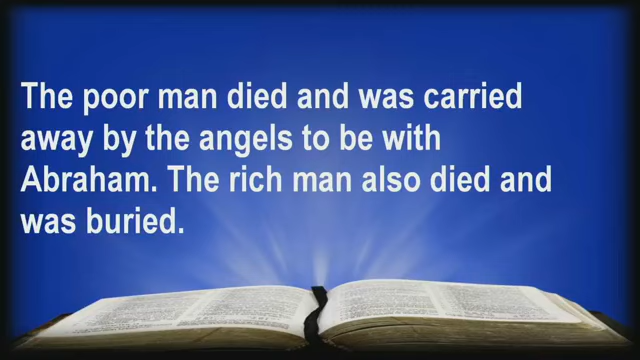 The poor man died and was carried
away by the angels to be with
Abraham. The rich man also died and
was buried.